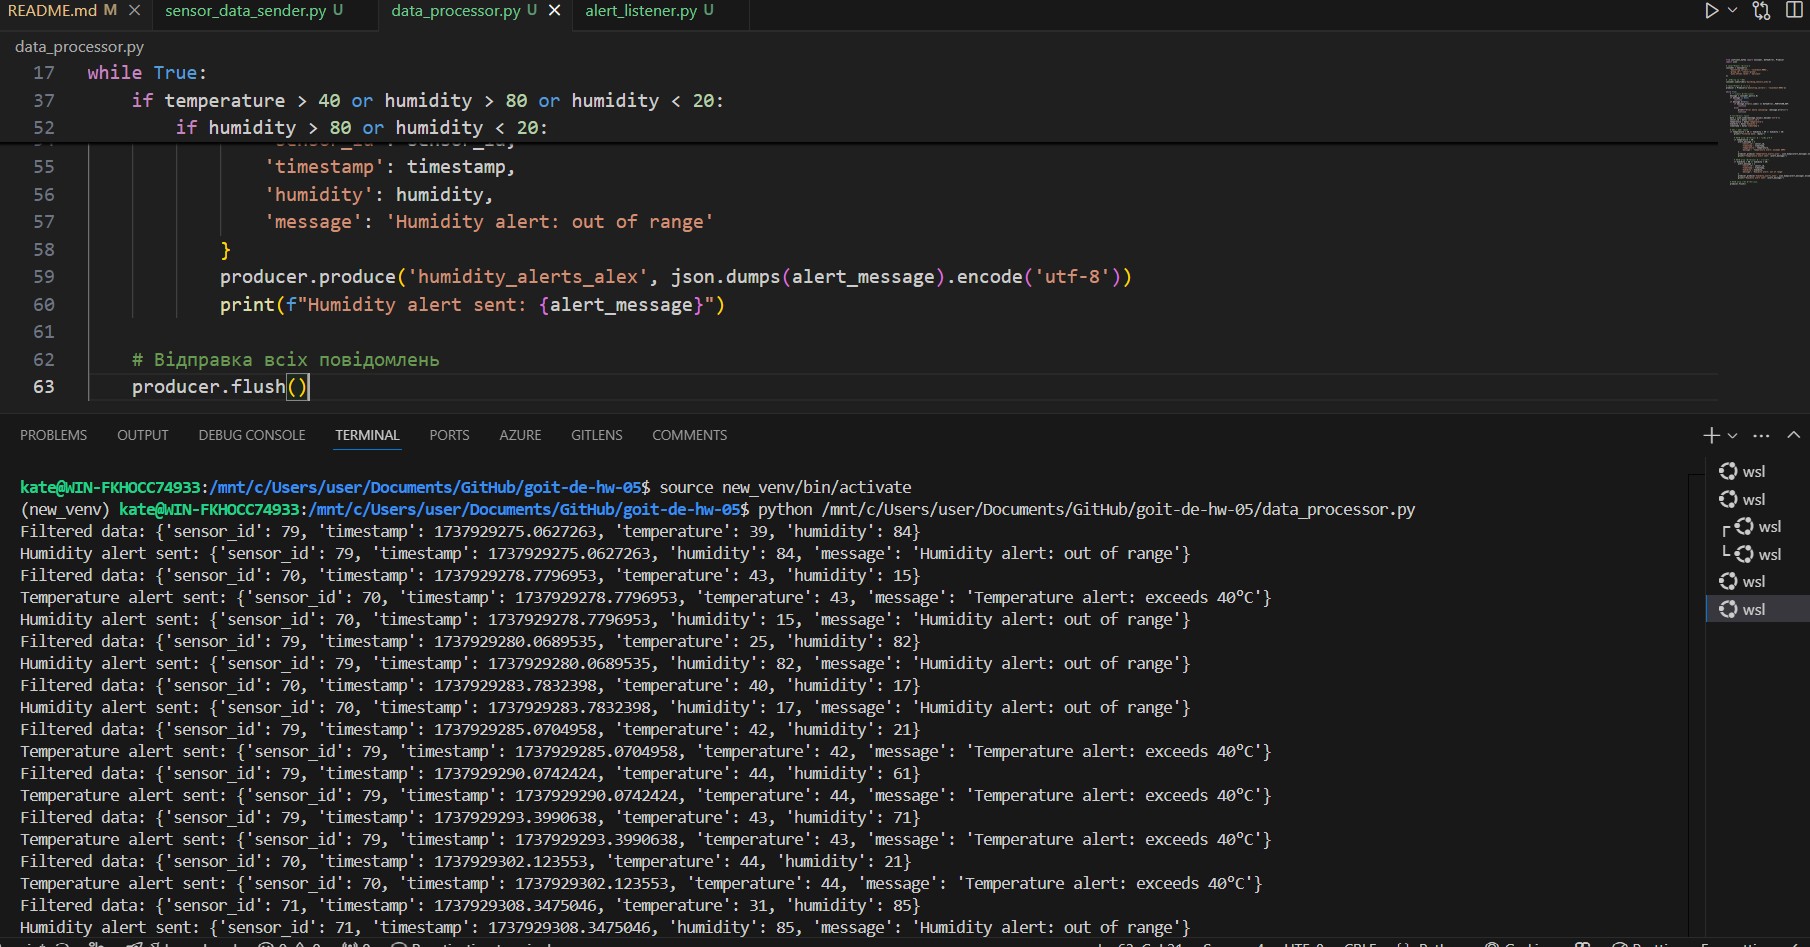 README.md M
sensor_data_sender.py U
data_processor.py U
alert_listener.py U
data_processor.py
17 while True:
37 if temperature > 40 or humidity > 80 or humidity < 20:
52 if humidity > 80 or humidity < 20:
55 'timestamp': timestamp,
56 'humidity': humidity,
57 'message': 'Humidity alert: out of range'
58 }
59 producer.produce('humidity_alerts_alex', json.dumps(alert_message).encode('utf-8'))
60 print(f"Humidity alert sent: {alert_message}")
61
62 # Відправка всіх повідомлень
63 producer.flush()
PROBLEMS OUTPUT DEBUG CONSOLE TERMINAL PORTS AZURE GITLENS COMMENTS
kate@WIN-FKHOCC74933:/mnt/c/Users/user/Documents/GitHub/goit-de-hw-05$ source new_venv/bin/activate
(new_venv) kate@WIN-FKHOCC74933:/mnt/c/Users/user/Documents/GitHub/goit-de-hw-05$ python /mnt/c/Users/user/Documents/GitHub/goit-de-hw-05/data_processor.py
Filtered data: {'sensor_id': 79, 'timestamp': 1737929275.0627263, 'temperature': 39, 'humidity': 84}
Humidity alert sent: {'sensor_id': 79, 'timestamp': 1737929275.0627263, 'humidity': 84, 'message': 'Humidity alert: out of range'}
Filtered data: {'sensor_id': 70, 'timestamp': 1737929278.7796953, 'temperature': 43, 'humidity': 15}
Temperature alert sent: {'sensor_id': 70, 'timestamp': 1737929278.7796953, 'temperature': 43, 'message': 'Temperature alert: exceeds 40°C'}
Humidity alert sent: {'sensor_id': 70, 'timestamp': 1737929278.7796953, 'humidity': 15, 'message': 'Humidity alert: out of range'}
Filtered data: {'sensor_id': 79, 'timestamp': 1737929280.0689535, 'temperature': 25, 'humidity': 82}
Humidity alert sent: {'sensor_id': 79, 'timestamp': 1737929280.0689535, 'humidity': 82, 'message': 'Humidity alert: out of range'}
Filtered data: {'sensor_id': 70, 'timestamp': 1737929283.7832398, 'temperature': 40, 'humidity': 17}
Humidity alert sent: {'sensor_id': 70, 'timestamp': 1737929283.7832398, 'humidity': 17, 'message': 'Humidity alert: out of range'}
Filtered data: {'sensor_id': 79, 'timestamp': 1737929285.0704958, 'temperature': 42, 'humidity': 21}
Temperature alert sent: {'sensor_id': 79, 'timestamp': 1737929285.0704958, 'temperature': 42, 'message': 'Temperature alert: exceeds 40°C'}
Filtered data: {'sensor_id': 79, 'timestamp': 1737929290.0742424, 'temperature': 44, 'humidity': 61}
Temperature alert sent: {'sensor_id': 79, 'timestamp': 1737929290.0742424, 'temperature': 44, 'message': 'Temperature alert: exceeds 40°C'}
Filtered data: {'sensor_id': 79, 'timestamp': 1737929293.3990638, 'temperature': 43, 'humidity': 71}
Temperature alert sent: {'sensor_id': 79, 'timestamp': 1737929293.3990638, 'temperature': 43, 'message': 'Temperature alert: exceeds 40°C'}
Filtered data: {'sensor_id': 70, 'timestamp': 1737929302.123553, 'temperature': 44, 'humidity': 21}
Temperature alert sent: {'sensor_id': 70, 'timestamp': 1737929302.123553, 'temperature': 44, 'message': 'Temperature alert: exceeds 40°C'}
Filtered data: {'sensor_id': 71, 'timestamp': 1737929308.3475046, 'temperature': 31, 'humidity': 85}
Humidity alert sent: {'sensor_id': 71, 'timestamp': 1737929308.3475046, 'humidity': 85, 'message': 'Humidity alert: out of range'}
wsl
wsl
wsl
wsl
wsl
wsl